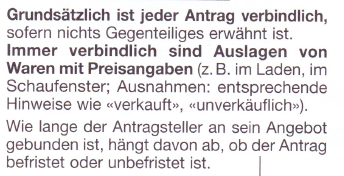 Grundsätzlich ist jeder Antrag verbindlich,
sofern nichts Gegenteiliges erwähnt ist.
Immer verbindlich sind Auslagen von
Waren mit Preisangaben (z. B. im Laden, im
Schaufenster; Ausnahmen: entsprechende
Hinweise wie «verkauft», «unverkäuflich»).
Wie lange der Antragsteller an sein Angebot
gebunden ist, hängt davon ab, ob der Antrag
befristet oder unbefristet ist.